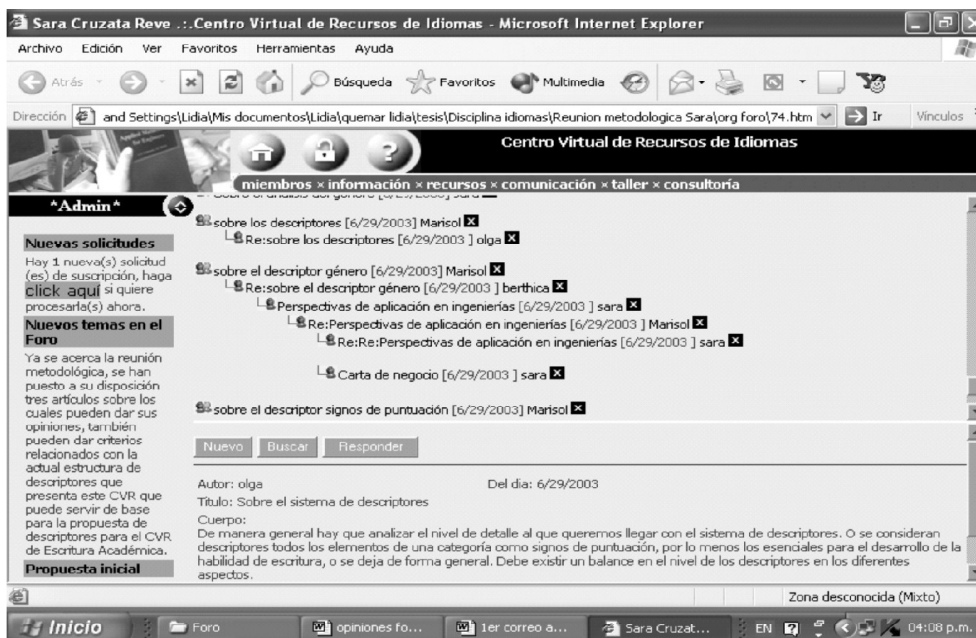 Sara Cruzata Reve .:.Centro Virtual de Recursos de Idiomas - Microsoft Internet Explorer
Archivo Edición Ver Favoritos Herramientas Ayuda
Atrás Búsqueda Favoritos Multimedia
Dirección and Settings\Lidia\Mis documentos\Lidia\quemar lidia\tesis\Disciplina idiomas\Reunion metodologica Sara\org foro\74.htm Ir Vínculos
Centro Virtual de Recursos de Idiomas
miembros × información × recursos × comunicación × taller × consultoría
*Admin*
Nuevas solicitudes
Hay 1 nueva(s) solicitud
(es) de suscripción, haga
click aquí si quiere
procesarla(s) ahora.
Nuevos temas en el
Foro
Ya se acerca la reunión
metodológica, se han
puesto a su disposición
tres artículos sobre los
cuales pueden dar sus
opiniones, también
pueden dar criterios
relacionados con la
actual estructura de
descriptores que
presenta este CVR que
puede servir de base
para la propuesta de
descriptores para el CVR
de Escritura Académica.
Propuesta inicial
sobre los descriptores [6/29/2003] Marisol
Re:sobre los descriptores [6/29/2003 ] olga
sobre el descriptor género [6/29/2003] Marisol
Re:sobre el descriptor género [6/29/2003 ] berthica
Perspectivas de aplicación en ingenierías [6/29/2003 ] sara
Re:Perspectivas de aplicación en ingenierías [6/29/2003 ] Marisol
Re:Re:Perspectivas de aplicación en ingenierías [6/29/2003 ] sara
Carta de negocio [6/29/2003 ] sara
sobre el descriptor signos de puntuación [6/29/2003] Marisol
Nuevo Buscar Responder
Autor: olga Del dia: 6/29/2003
Titulo: Sobre el sistema de descriptores
Cuerpo:
De manera general hay que analizar el nivel de detalle al que queremos llegar con el sistema de descriptores. O se consideran
descriptores todos los elementos de una categoría como signos de puntuación, por lo menos los esenciales para el desarrollo de la
habilidad de escritura, o se deja de forma general. Debe existir un balance en el nivel de los descriptores en los diferentes
aspectos.
Zona desconocida (Mixto)
Inicio Foro opiniones fo... 1er correo a... Sara Cruzat... EN 04:08 p.m.